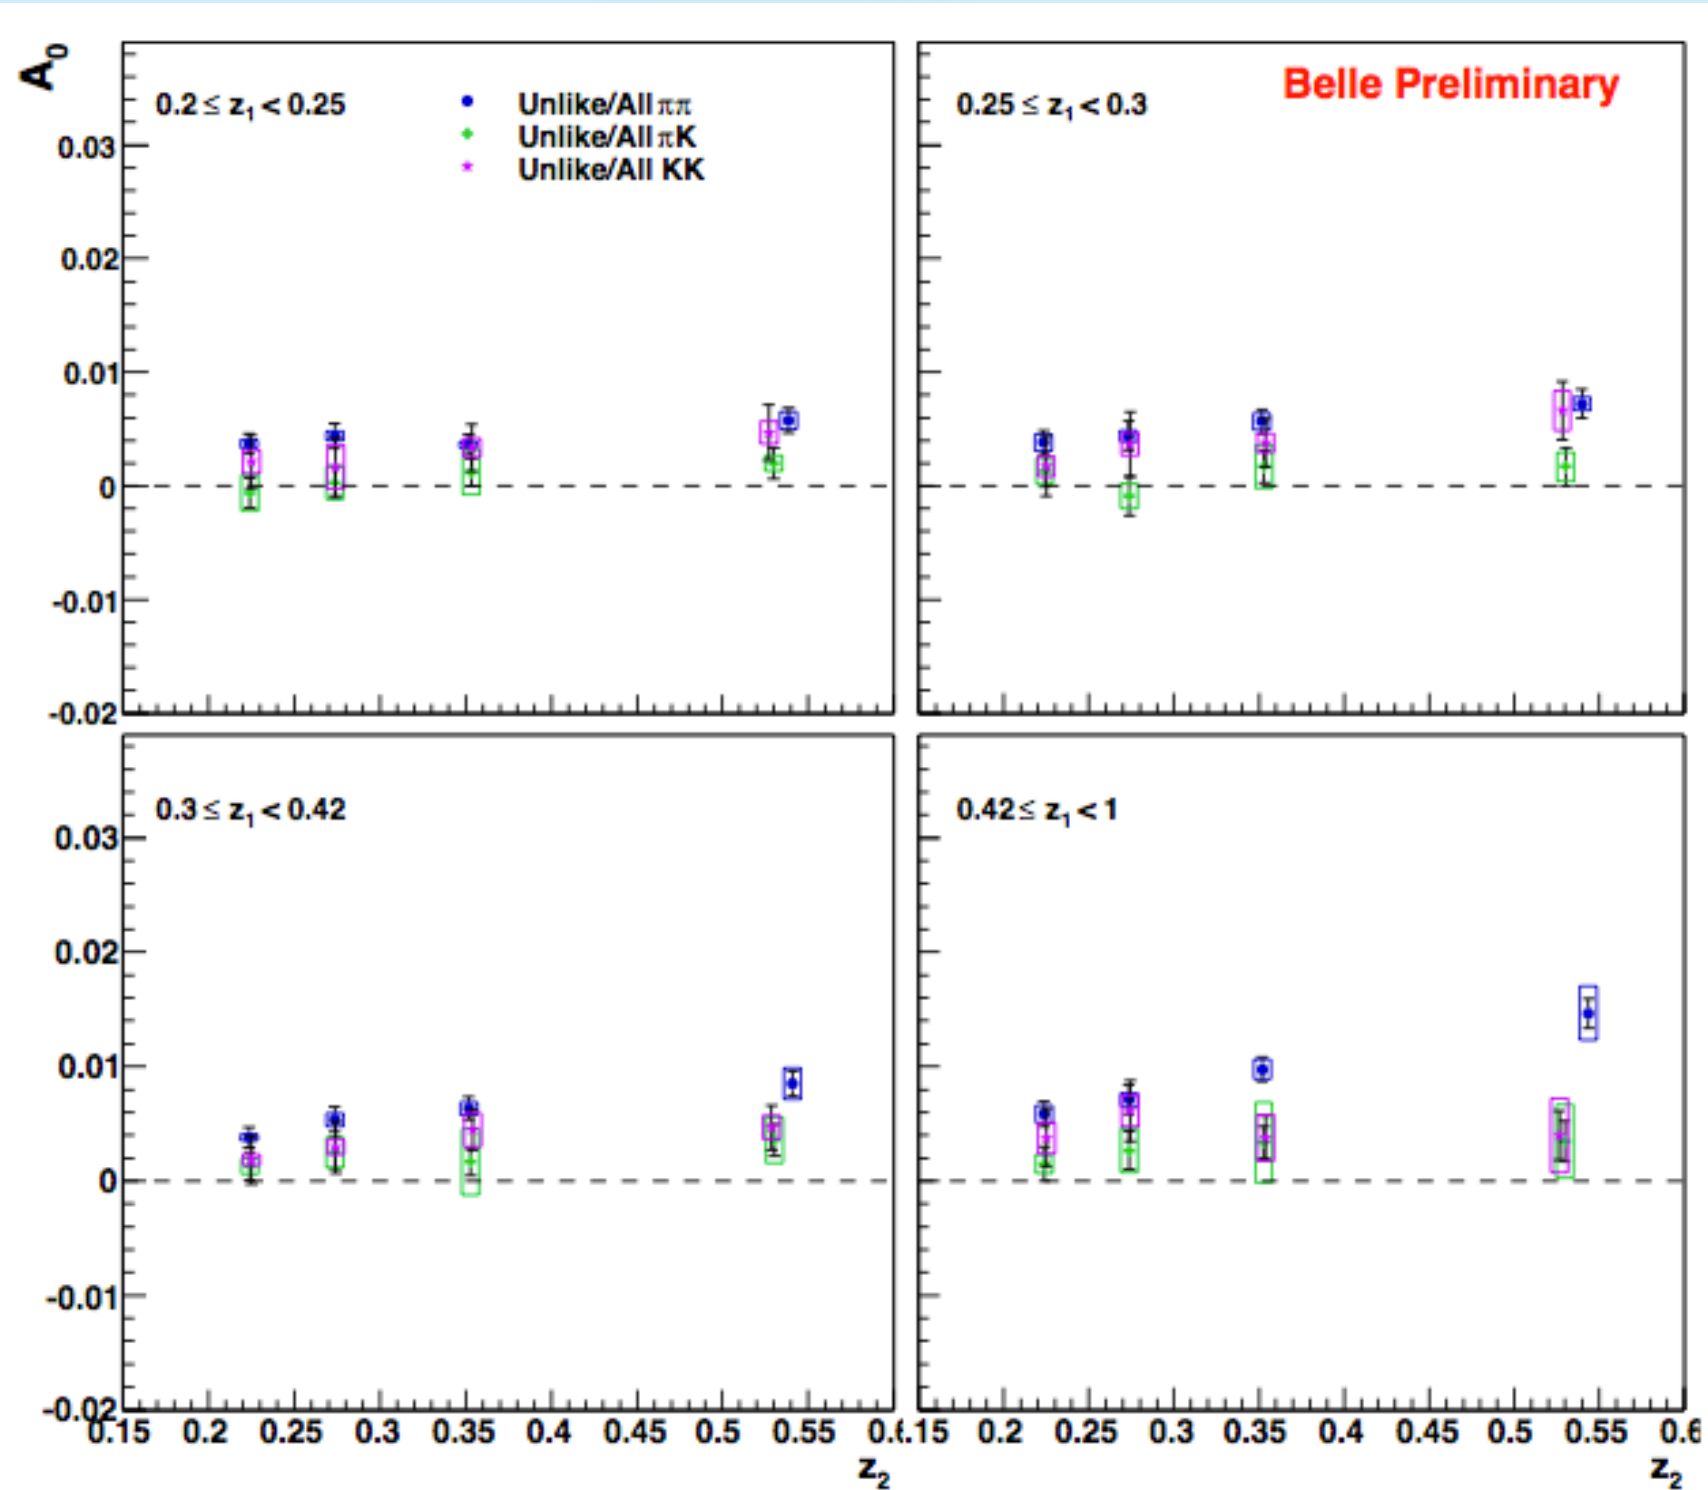 A₀
0.2 ≤ z₁ < 0.25
Unlike/All ππ
Unlike/All πK
Unlike/All KK
0.25 ≤ z₁ < 0.3
Belle Preliminary
0.03
0.02
0.01
0
-0.01
-0.02
0.3 ≤ z₁ < 0.42
0.42 ≤ z₁ < 1
0.03
0.02
0.01
0
-0.01
-0.02
0.15 0.2 0.25 0.3 0.35 0.4 0.45 0.5 0.55
0.2 0.25 0.3 0.35 0.4 0.45 0.5 0.55 0.6
z₂
z₂